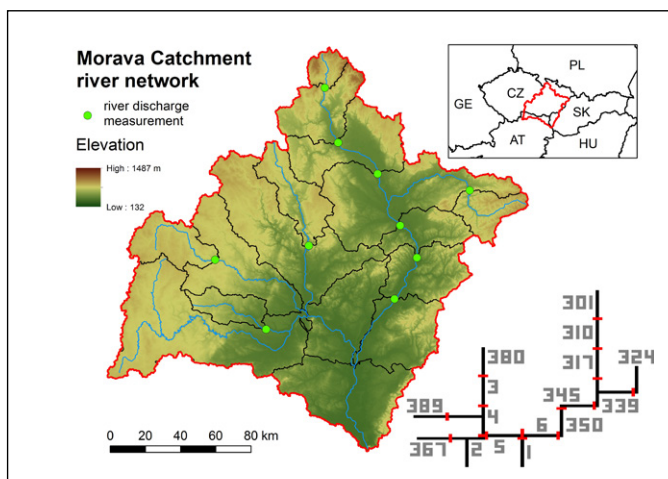 Morava Catchment
river network
river discharge
measurement
Elevation
High : 1487 m
Low : 132
PL
CZ
GE
SK
AT
HU
301
310
380
317
324
3
389
345
339
4
6
350
367
2
5
1
0 20 40 60 80 km